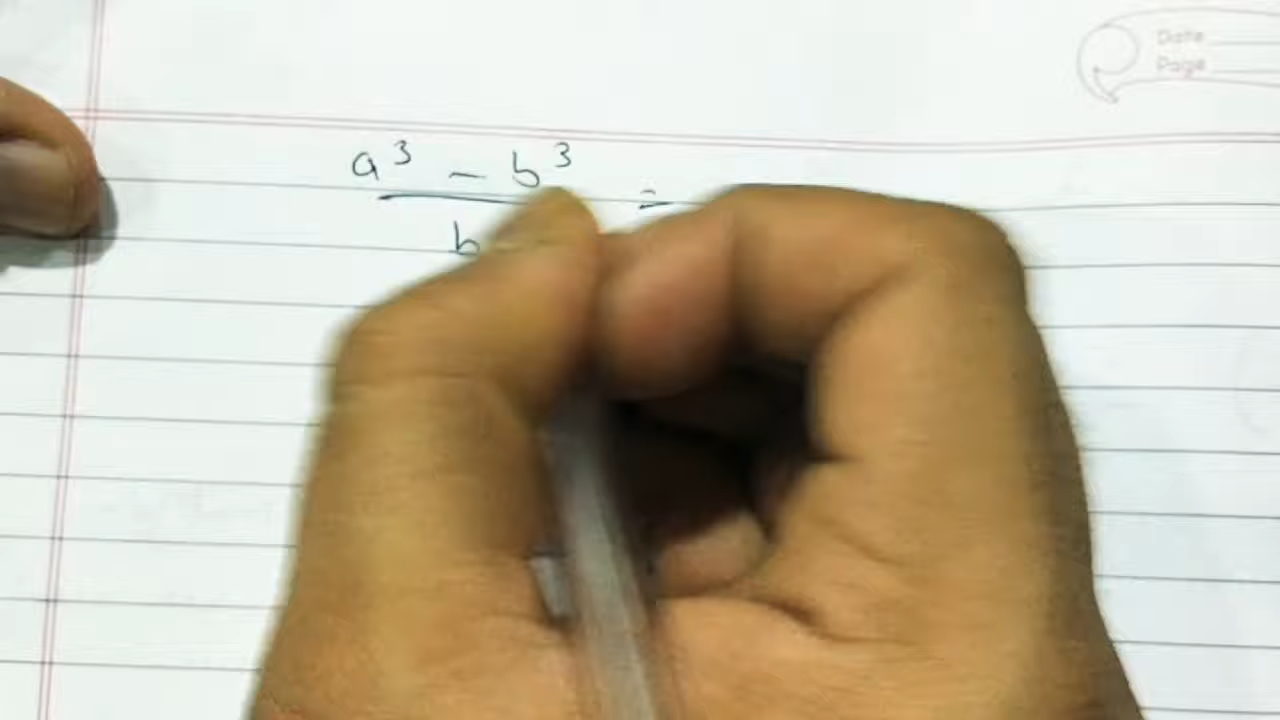 Date
Page
a³ - b³ =
b